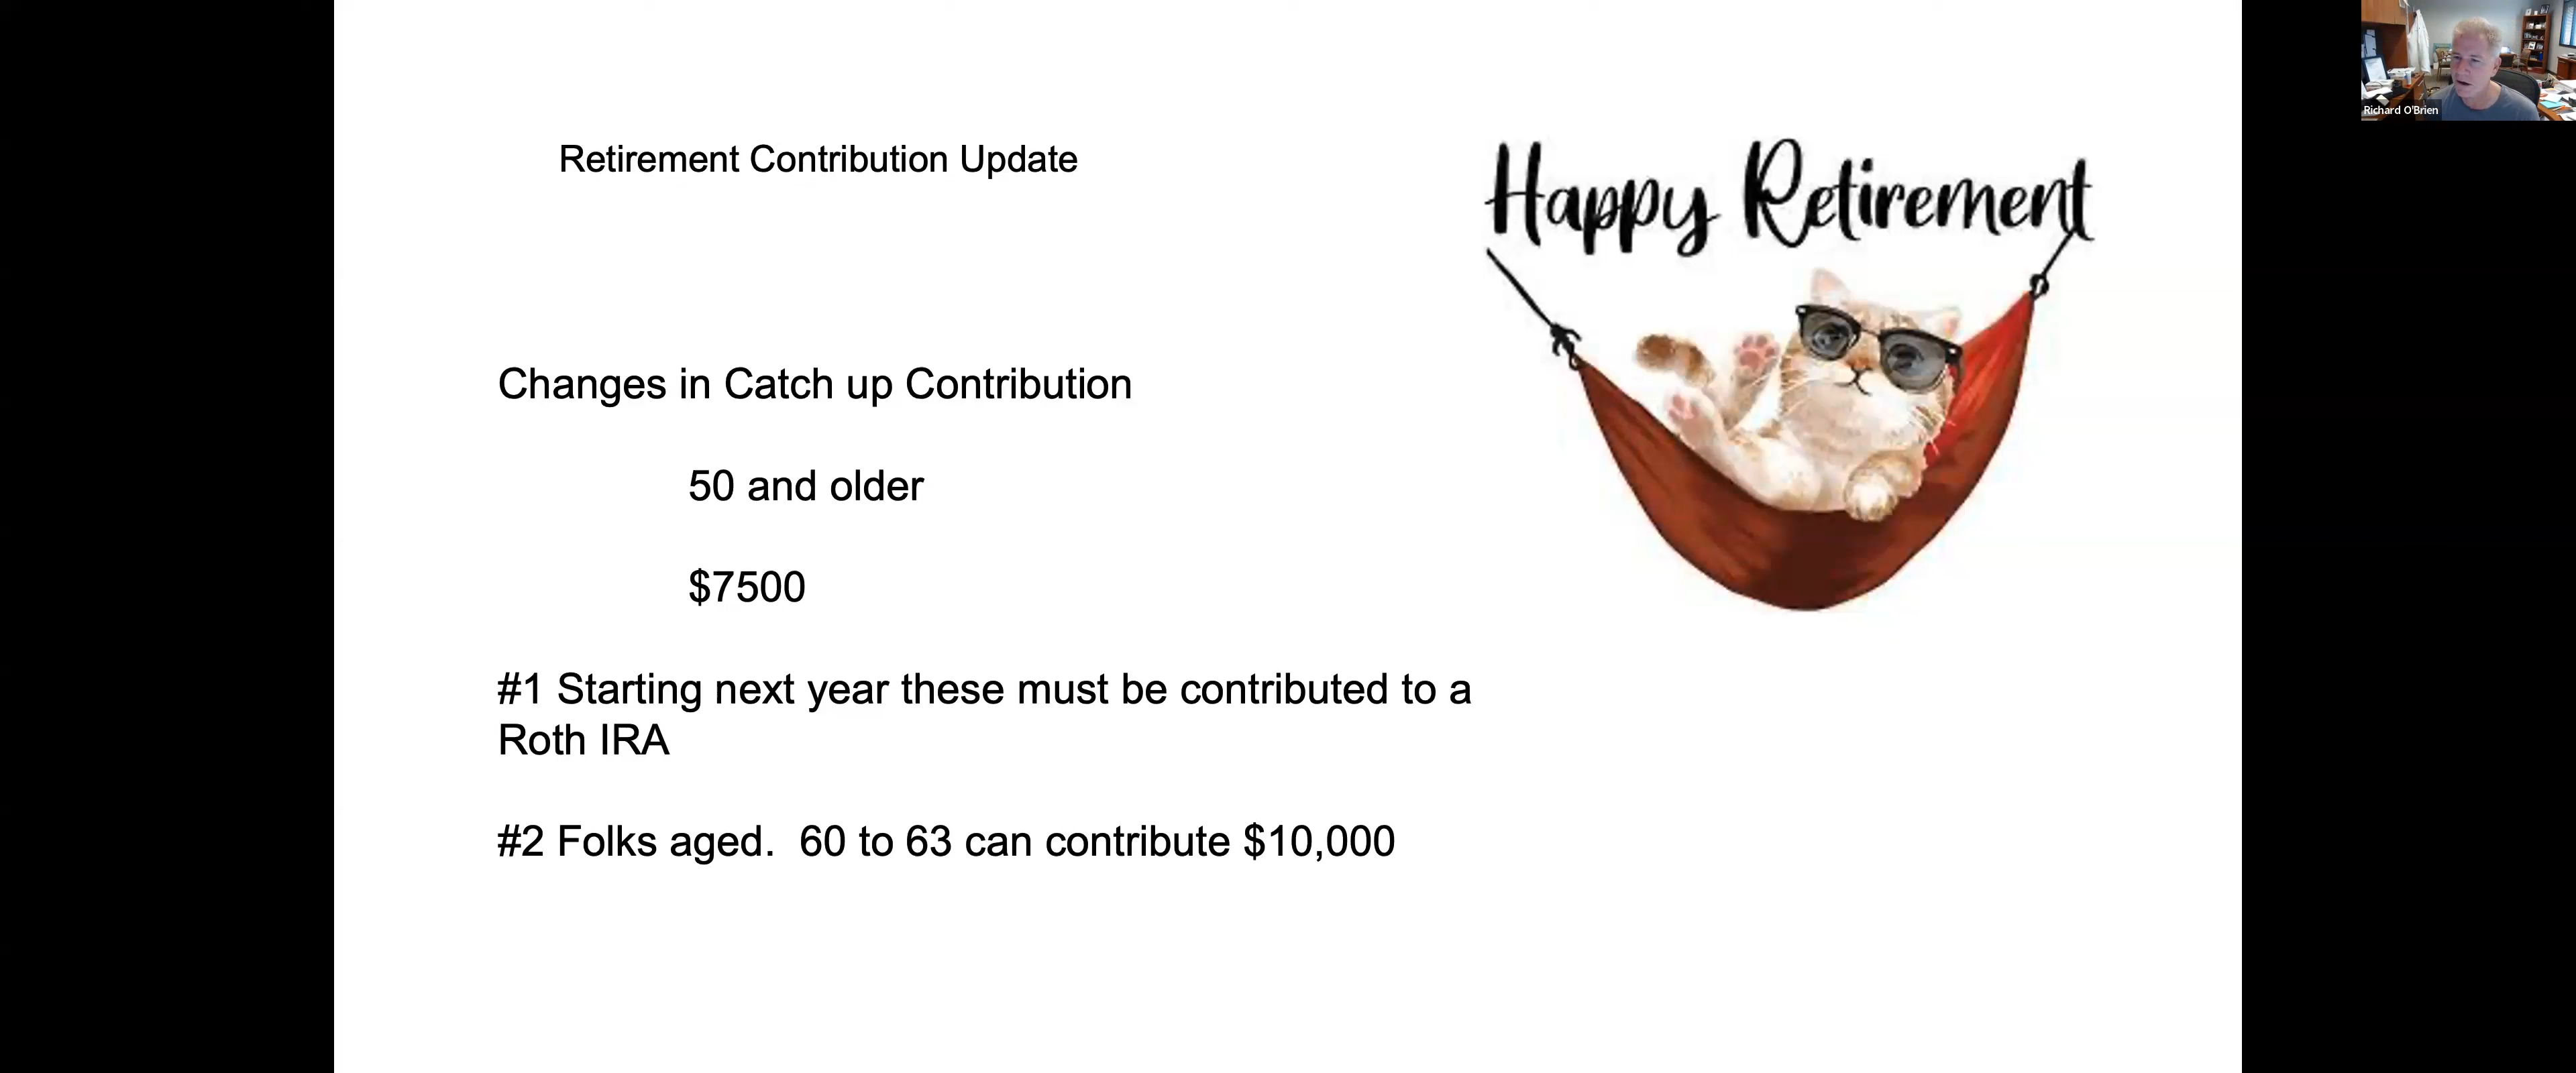 Retirement Contribution Update
Happy Retirement
Changes in Catch up Contribution
50 and older
$7500
#1 Starting next year these must be contributed to a
Roth IRA
#2 Folks aged.  60 to 63 can contribute $10,000
Richard O'Brien